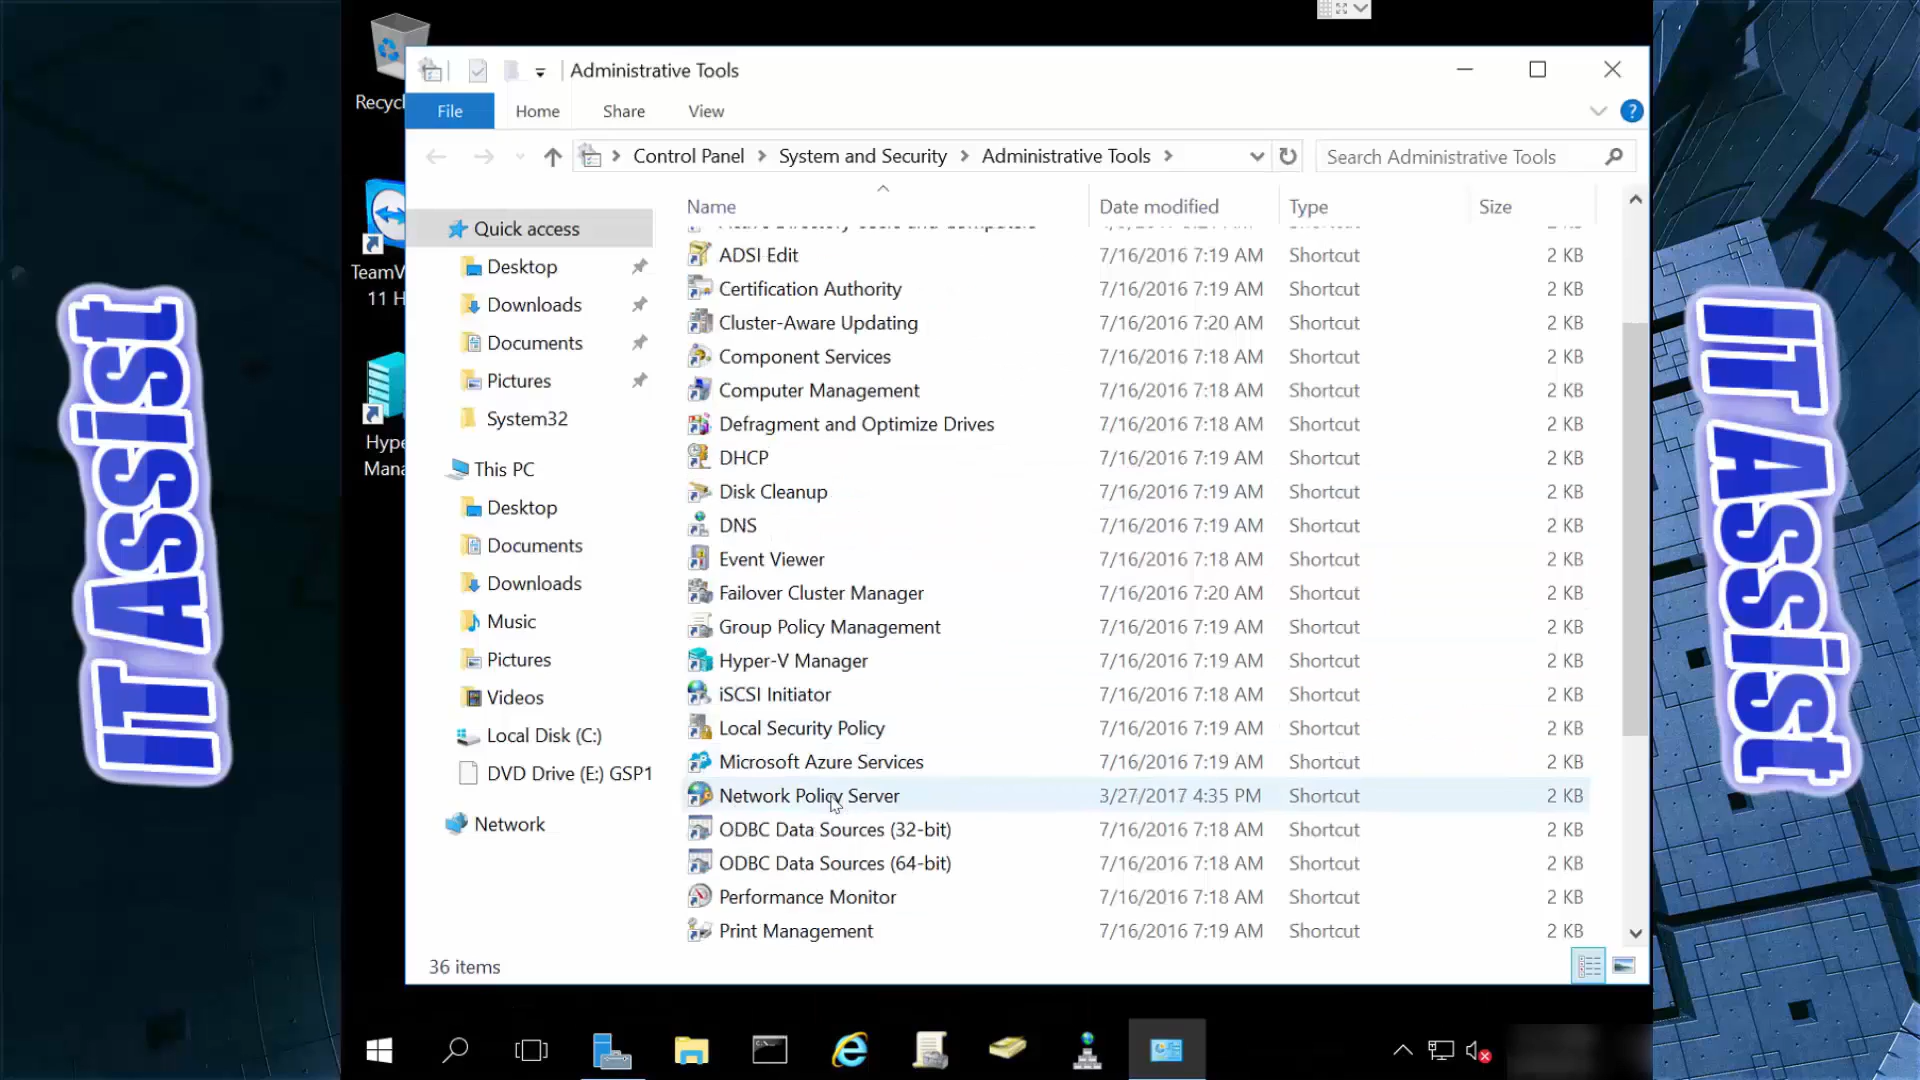 Administrative Tools
File Home Share View
Control Panel System and Security Administrative Tools
Search Administrative Tools
Name Date modified Type Size
ADSI Edit 7/16/2016 7:19 AM Shortcut 2 KB
Certification Authority 7/16/2016 7:19 AM Shortcut 2 KB
Cluster-Aware Updating 7/16/2016 7:20 AM Shortcut 2 KB
Component Services 7/16/2016 7:18 AM Shortcut 2 KB
Computer Management 7/16/2016 7:18 AM Shortcut 2 KB
Defragment and Optimize Drives 7/16/2016 7:18 AM Shortcut 2 KB
DHCP 7/16/2016 7:19 AM Shortcut 2 KB
Disk Cleanup 7/16/2016 7:19 AM Shortcut 2 KB
DNS 7/16/2016 7:19 AM Shortcut 2 KB
Event Viewer 7/16/2016 7:18 AM Shortcut 2 KB
Failover Cluster Manager 7/16/2016 7:20 AM Shortcut 2 KB
Group Policy Management 7/16/2016 7:19 AM Shortcut 2 KB
Hyper-V Manager 7/16/2016 7:19 AM Shortcut 2 KB
iSCSI Initiator 7/16/2016 7:18 AM Shortcut 2 KB
Local Security Policy 7/16/2016 7:19 AM Shortcut 2 KB
Microsoft Azure Services 7/16/2016 7:19 AM Shortcut 2 KB
Network Policy Server 3/27/2017 4:35 PM Shortcut 2 KB
ODBC Data Sources (32-bit) 7/16/2016 7:18 AM Shortcut 2 KB
ODBC Data Sources (64-bit) 7/16/2016 7:18 AM Shortcut 2 KB
Performance Monitor 7/16/2016 7:18 AM Shortcut 2 KB
Print Management 7/16/2016 7:19 AM Shortcut 2 KB
Quick access
Desktop
Downloads
Documents
Pictures
System32
This PC
Desktop
Documents
Downloads
Music
Pictures
Videos
Local Disk (C:)
DVD Drive (E:) GSP1
Network
36 items
Recyc
TeamV
11 H
Hype
Mana
IT Assist
IT Assist